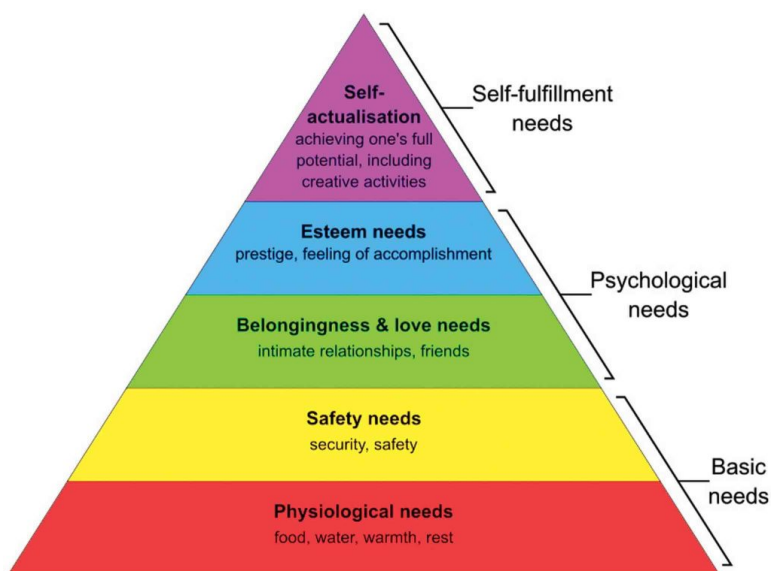 Self-
actualisation
achieving one's full
potential, including
creative activities
Self-fulfillment
needs
Esteem needs
prestige, feeling of accomplishment
Psychological
needs
Belongingness & love needs
intimate relationships, friends
Safety needs
security, safety
Basic
needs
Physiological needs
food, water, warmth, rest